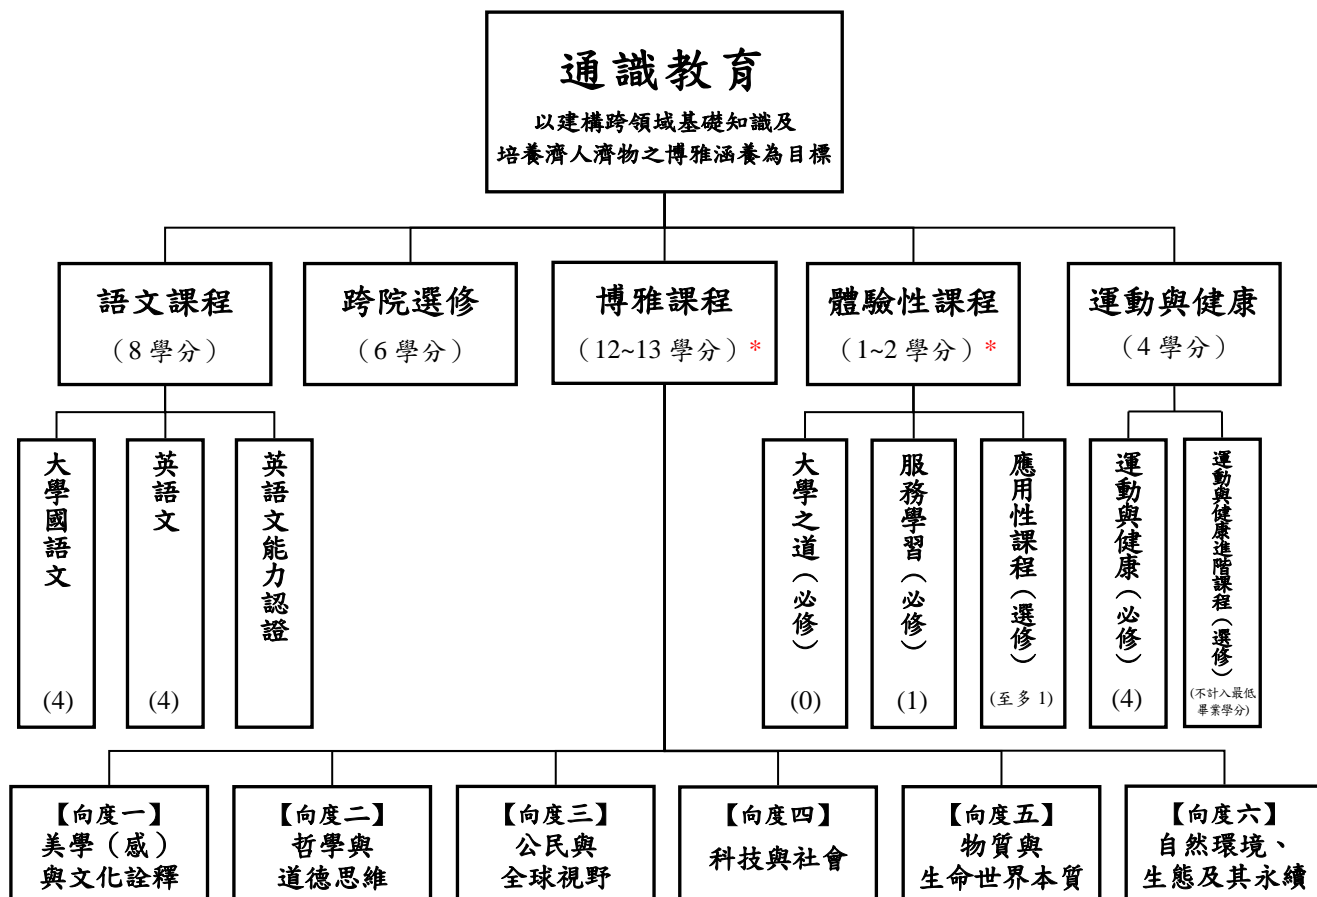 通識教育
以建構跨領域基礎知識及
培養濟人濟物之博雅涵養為目標
語文課程
（8 學分）
跨院選修
（6 學分）
博雅課程
（12~13 學分）*
體驗性課程
（1~2 學分）*
運動與健康
（4 學分）
大學國語文
(4)
英語文
(4)
英語文能力認證
大學之道（必修）
(0)
服務學習（必修）
(1)
應用性課程（選修）
(至多 1)
運動與健康（必修）
(4)
運動與健康進階課程（選修）
(不計入最低
畢業學分)
【向度一】
美學（感）
與文化詮釋
【向度二】
哲學與
道德思維
【向度三】
公民與
全球視野
【向度四】
科技與社會
【向度五】
物質與
生命世界本質
【向度六】
自然環境、
生態及其永續